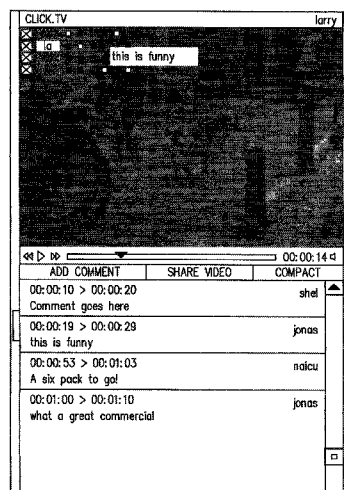 CLICK.TV larry
la
this is funny
00:00:14
ADD COMMENT SHARE VIDEO COMPACT
00:00:10 > 00:00:20 shel
Comment goes here
00:00:19 > 00:00:29 jonas
this is funny
00:00:53 > 00:01:03 naicu
A six pack to go!
00:01:00 > 00:01:10 jonas
what a great commercial